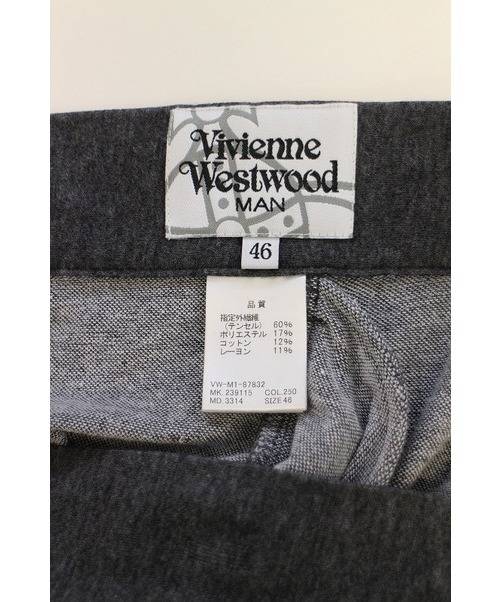 Vivienne
Westwood
MAN
46
品質
指定外繊維
(テンセル) 60%
ポリエステル 17%
コットン 12%
レーヨン 11%
VW-M1-87832
MK. 239115 COL. 250
MD. 3314 SIZE 46